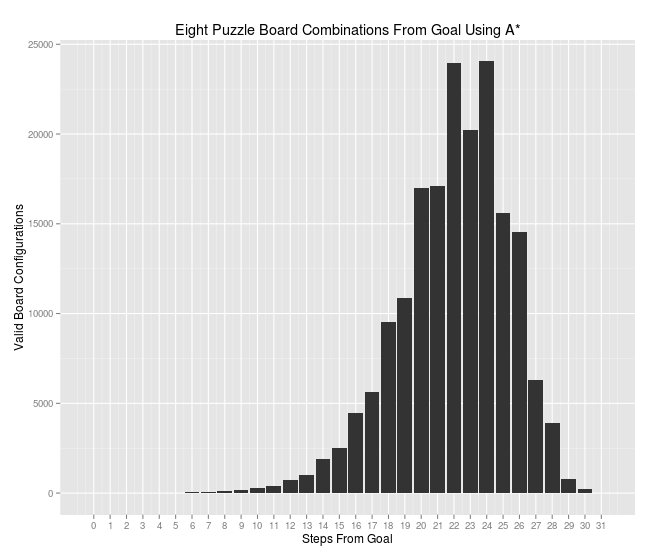 Eight Puzzle Board Combinations From Goal Using A*
25000
20000
15000
10000
5000
0
Valid Board Configurations
0 1 2 3 4 5 6 7 8 9 10 11 12 13 14 15 16 17 18 19 20 21 22 23 24 25 26 27 28 29 30 31
Steps From Goal